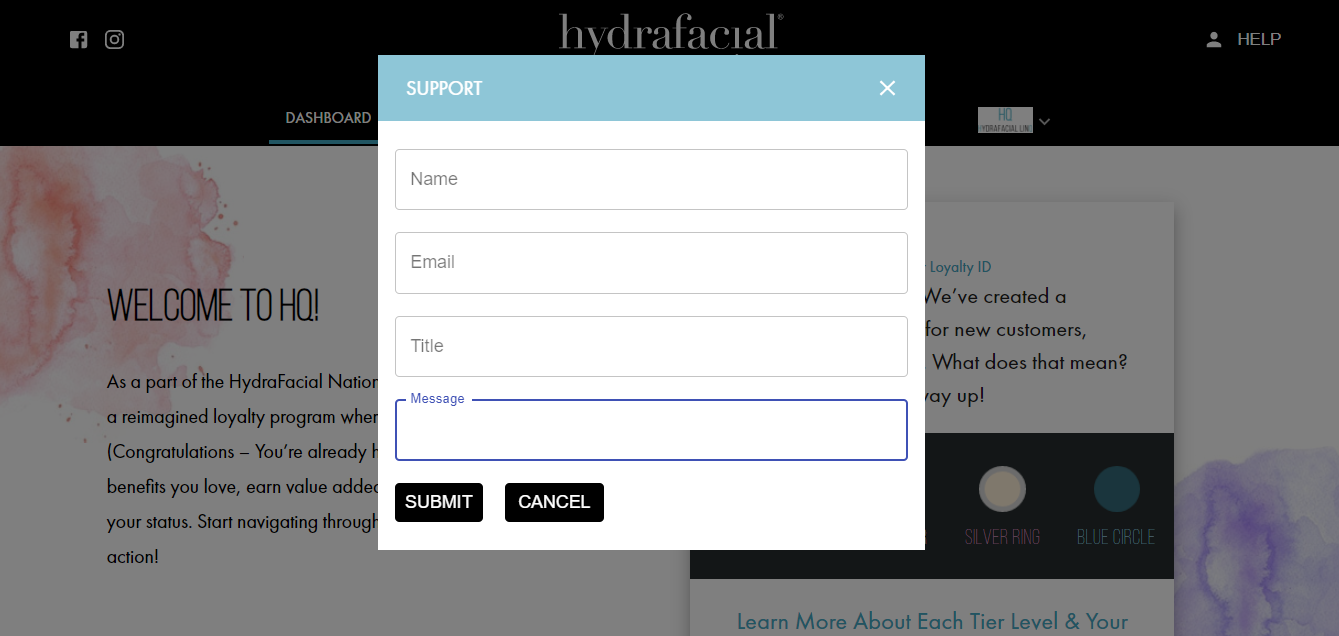 hydrafacial®
HELP
SUPPORT
DASHBOARD
HQ
Name
Email
Title
Message
SUBMIT
CANCEL
WELCOME TO HQ!
As a part of the HydraFacial Nation
a reimagined loyalty program wher
(Congratulations – You're already h
benefits you love, earn value added
your status. Start navigating through
action!
Loyalty ID
We've created a
for new customers,
What does that mean?
way up!
SILVER RING
BLUE CIRCLE
Learn More About Each Tier Level & Your